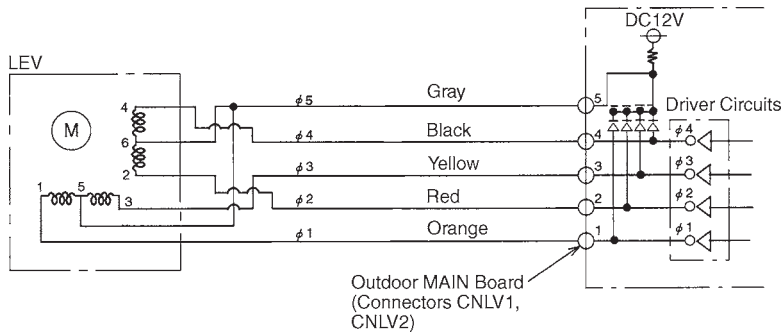 DC12V
LEV
4
M
6
2
1 5 3
φ5 Gray 5
Driver Circuits
φ4 Black 4 φ4
φ3 Yellow 3 φ3
φ2 Red 2 φ2
φ1 Orange 1 φ1
Outdoor MAIN Board
(Connectors CNLV1,
CNLV2)